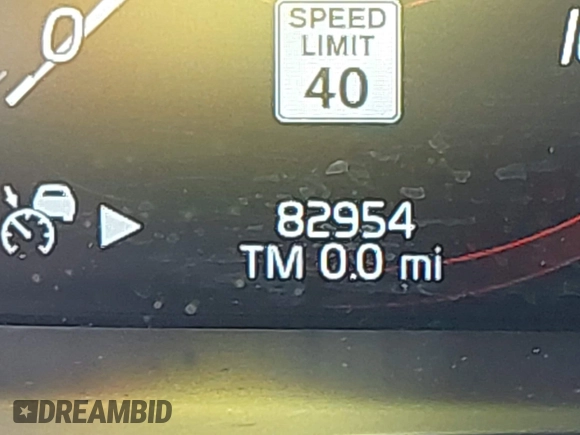 0
SPEED
LIMIT
40
82954
TM 0.0 mi
DREAMBID